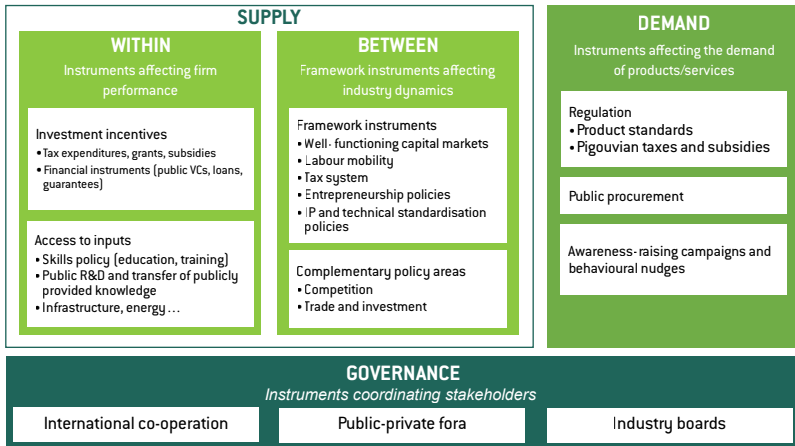 SUPPLY
WITHIN
Instruments affecting firm
performance
Investment incentives
• Tax expenditures, grants, subsidies
• Financial instruments (public VCs, loans,
guarantees)
Access to inputs
• Skills policy (education, training)
• Public R&D and transfer of publicly
provided knowledge
• Infrastructure, energy...
BETWEEN
Framework instruments affecting
industry dynamics
Framework instruments
• Well- functioning capital markets
• Labour mobility
• Tax system
• Entrepreneurship policies
• IP and technical standardisation
policies
Complementary policy areas
• Competition
• Trade and investment
DEMAND
Instruments affecting the demand
of products/services
Regulation
• Product standards
• Pigouvian taxes and subsidies
Public procurement
Awareness-raising campaigns and
behavioural nudges
GOVERNANCE
Instruments coordinating stakeholders
International co-operation
Public-private fora
Industry boards